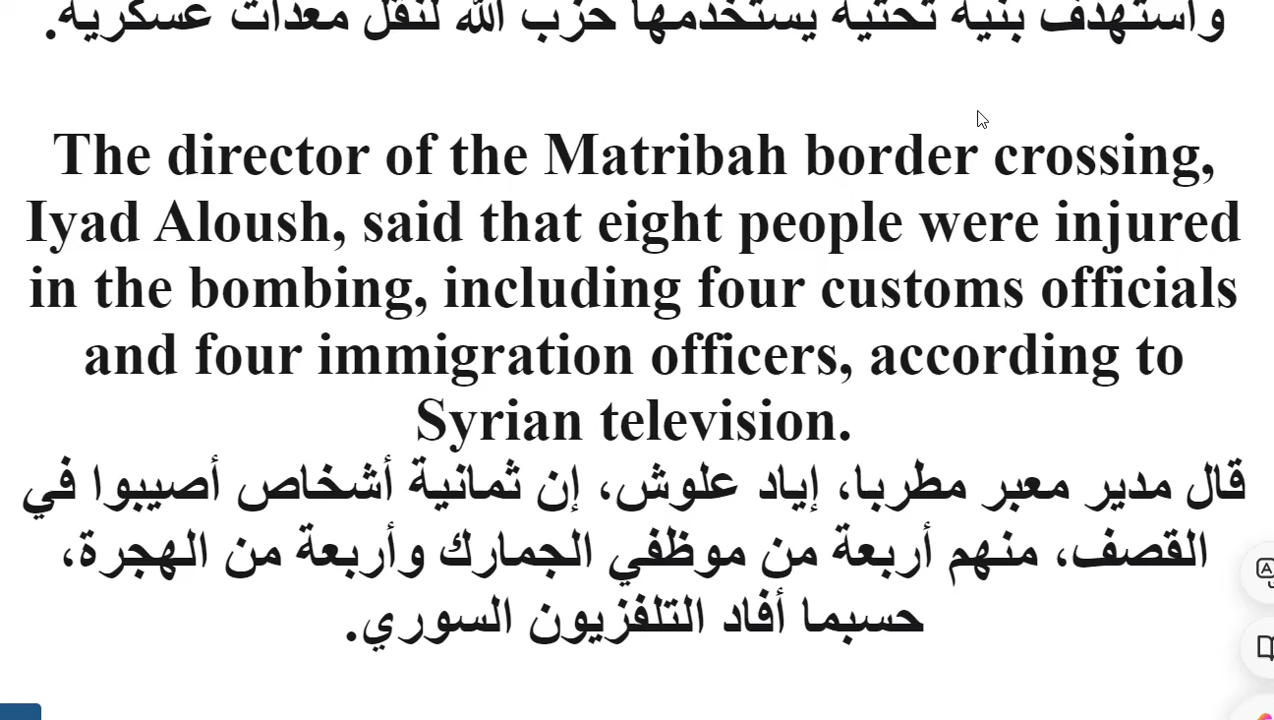 واستهدف بنية تحتية يستخدمها حزب الله لنقل معدات عسكرية.
The director of the Matribah border crossing,
Iyad Aloush, said that eight people were injured
in the bombing, including four customs officials
and four immigration officers, according to
Syrian television.
قال مدير معبر مطربا، إياد علوش، إن ثمانية أشخاص أصيبوا في
القصف، منهم أربعة من موظفي الجمارك وأربعة من الهجرة،
حسبما أفاد التلفزيون السوري.